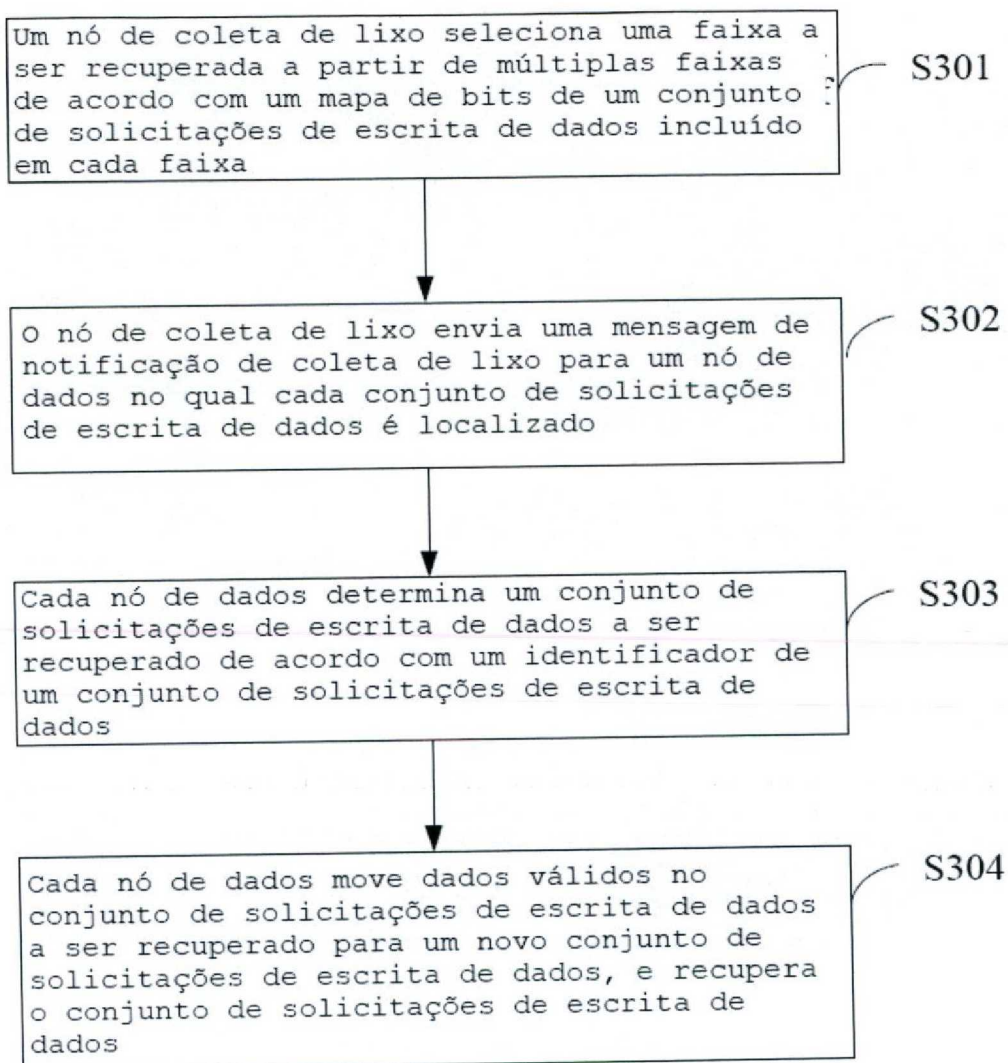 Um nó de coleta de lixo seleciona uma faixa a
ser recuperada a partir de múltiplas faixas
de acordo com um mapa de bits de um conjunto
de solicitações de escrita de dados incluído
em cada faixa
S301
O nó de coleta de lixo envia uma mensagem de
notificação de coleta de lixo para um nó de
dados no qual cada conjunto de solicitações
de escrita de dados é localizado
S302
Cada nó de dados determina um conjunto de
solicitações de escrita de dados a ser
recuperado de acordo com um identificador de
um conjunto de solicitações de escrita de
dados
S303
Cada nó de dados move dados válidos no
conjunto de solicitações de escrita de dados
a ser recuperado para um novo conjunto de
solicitações de escrita de dados, e recupera
o conjunto de solicitações de escrita de
dados
S304